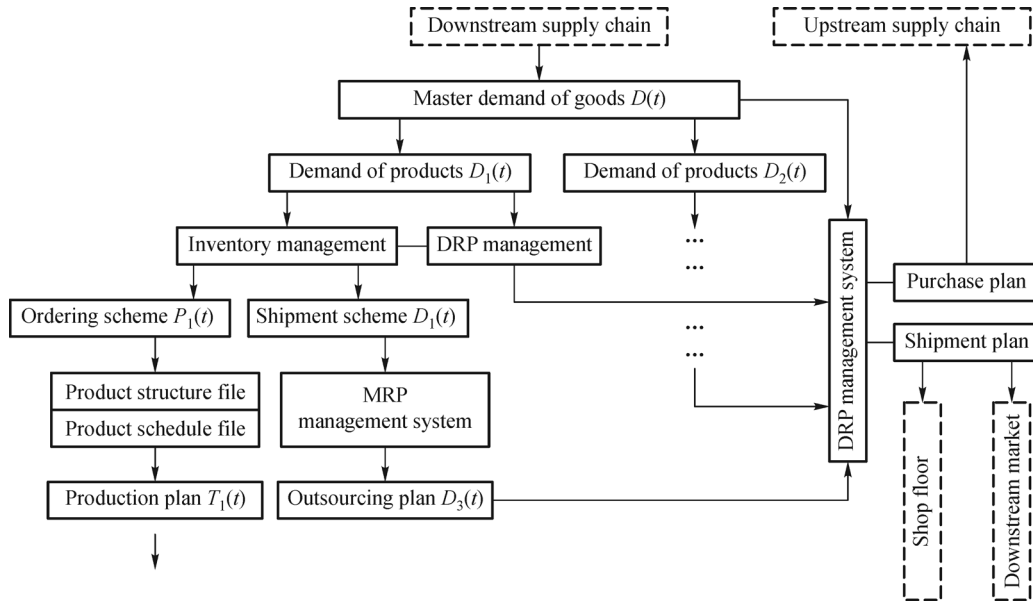 Downstream supply chain
Upstream supply chain
Master demand of goods D(t)
Demand of products D₁(t)
Demand of products D₂(t)
Inventory management
DRP management
...
...
Ordering scheme P₁(t)
Shipment scheme D₁(t)
...
...
DRP management system
Purchase plan
Shipment plan
Product structure file
Product schedule file
MRP
management system
Production plan T₁(t)
Outsourcing plan D₃(t)
Shop floor
Downstream market